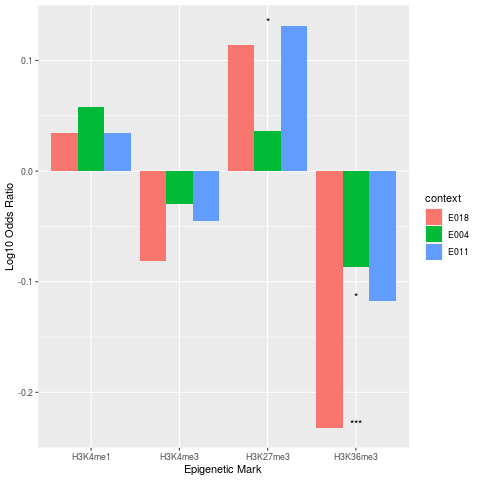 *
0.1
0.0
-0.1
-0.2
*
***
H3K4me1 H3K4me3 H3K27me3 H3K36me3
Epigenetic Mark
Log10 Odds Ratio
context
E018
E004
E011